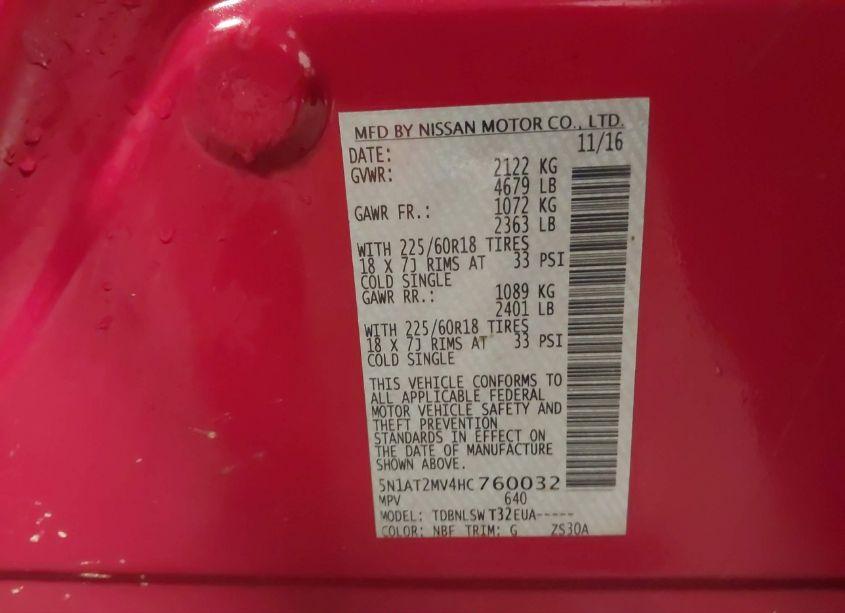 MFD BY NISSAN MOTOR CO., LTD.
DATE: 11/16
GVWR: 2122 KG
4679 LB
GAWR FR.: 1072 KG
2363 LB
WITH 225/60R18 TIRES
18 X 7J RIMS AT 33 PSI
COLD SINGLE
GAWR RR.: 1089 KG
2401 LB
WITH 225/60R18 TIRES
18 X 7J RIMS AT 33 PSI
COLD SINGLE
THIS VEHICLE CONFORMS TO
ALL APPLICABLE FEDERAL
MOTOR VEHICLE SAFETY AND
THEFT PREVENTION
STANDARDS IN EFFECT ON
THE DATE OF MANUFACTURE
SHOWN ABOVE.
5N1AT2MV4HC760032
MPV 640
MODEL: TDBNLSW T32EUA-----
COLOR: NBF TRIM: G ZS30A